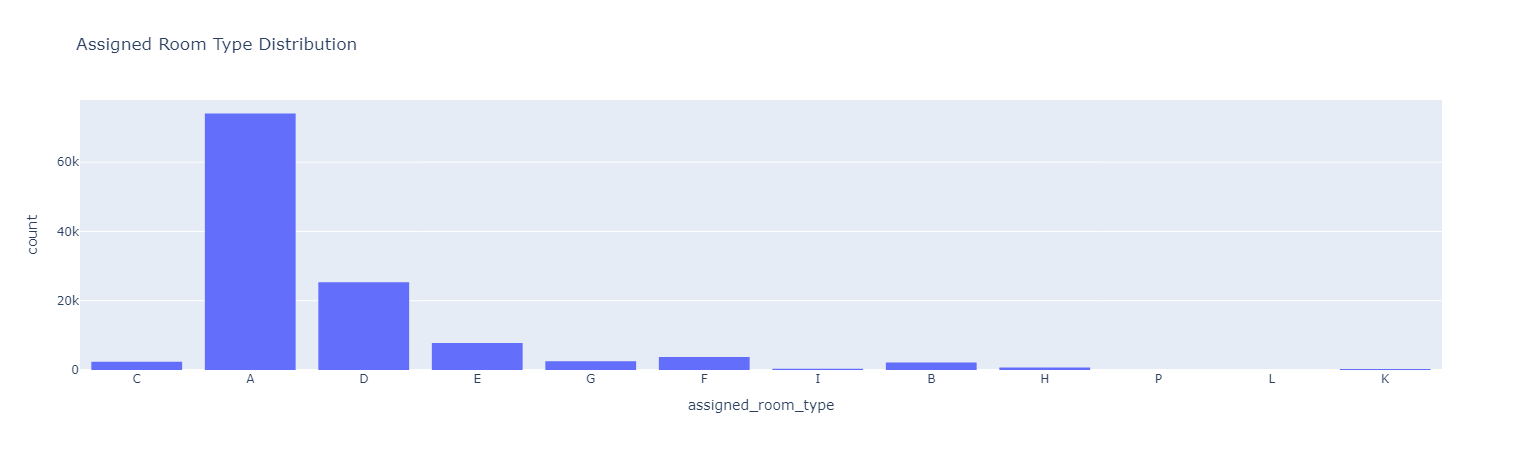 Assigned Room Type Distribution
60k
40k
20k
0
count
C A D E G F I B H P L K
assigned_room_type